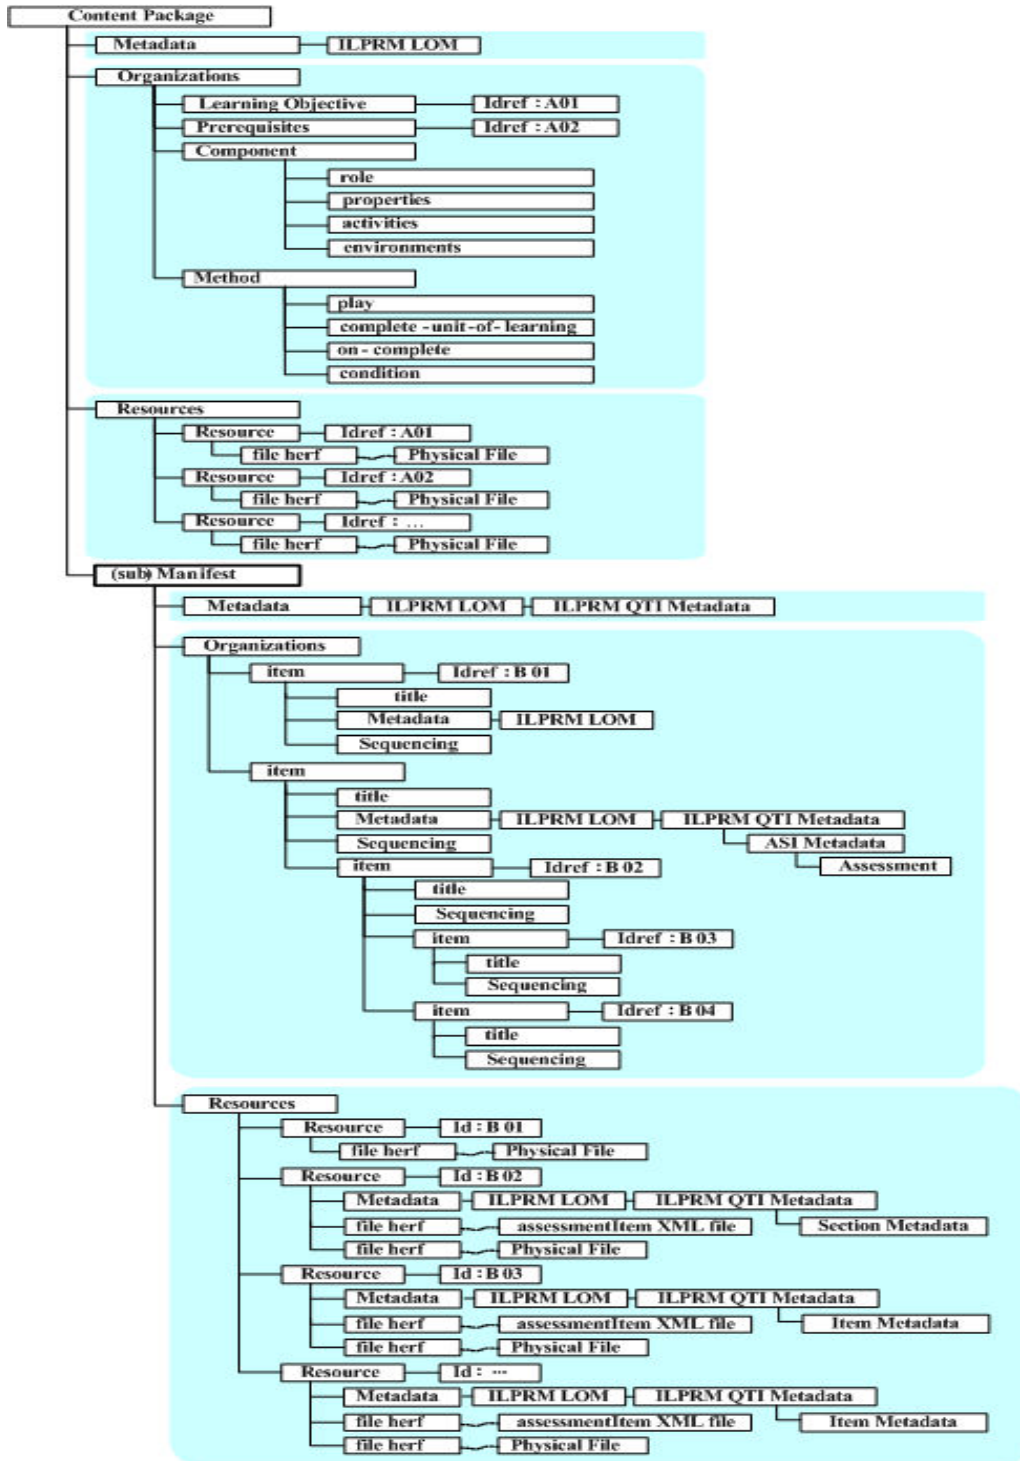 Content Package
Metadata ILPRM LOM
Organizations
Learning Objective Idref : A01
Prerequisites Idref : A02
Component
role
properties
activities
environments
Method
play
complete -unit-of- learning
on- complete
condition
Resources
Resource Idref : A01
file herf Physical File
Resource Idref : A02
file herf Physical File
Resource Idref : ...
file herf Physical File
(sub) Manifest
Metadata ILPRM LOM ILPRM QTI Metadata
Organizations
item Idref : B 01
title
Metadata ILPRM LOM
Sequencing
item
title
Metadata ILPRM LOM ILPRM QTI Metadata
Sequencing ASI Metadata
item Idref : B 02 Assessment
title
Sequencing
item Idref : B 03
title
Sequencing
item Idref : B 04
title
Sequencing
Resources
Resource Id : B 01
file herf Physical File
Resource Id : B 02
Metadata ILPRM LOM ILPRM QTI Metadata
file herf assessmentItem XML file Section Metadata
file herf Physical File
Resource Id : B 03
Metadata ILPRM LOM ILPRM QTI Metadata
file herf assessmentItem XML file Item Metadata
file herf Physical File
Resource Id : ...
Metadata ILPRM LOM ILPRM QTI Metadata
file herf assessmentItem XML file Item Metadata
file herf Physical File